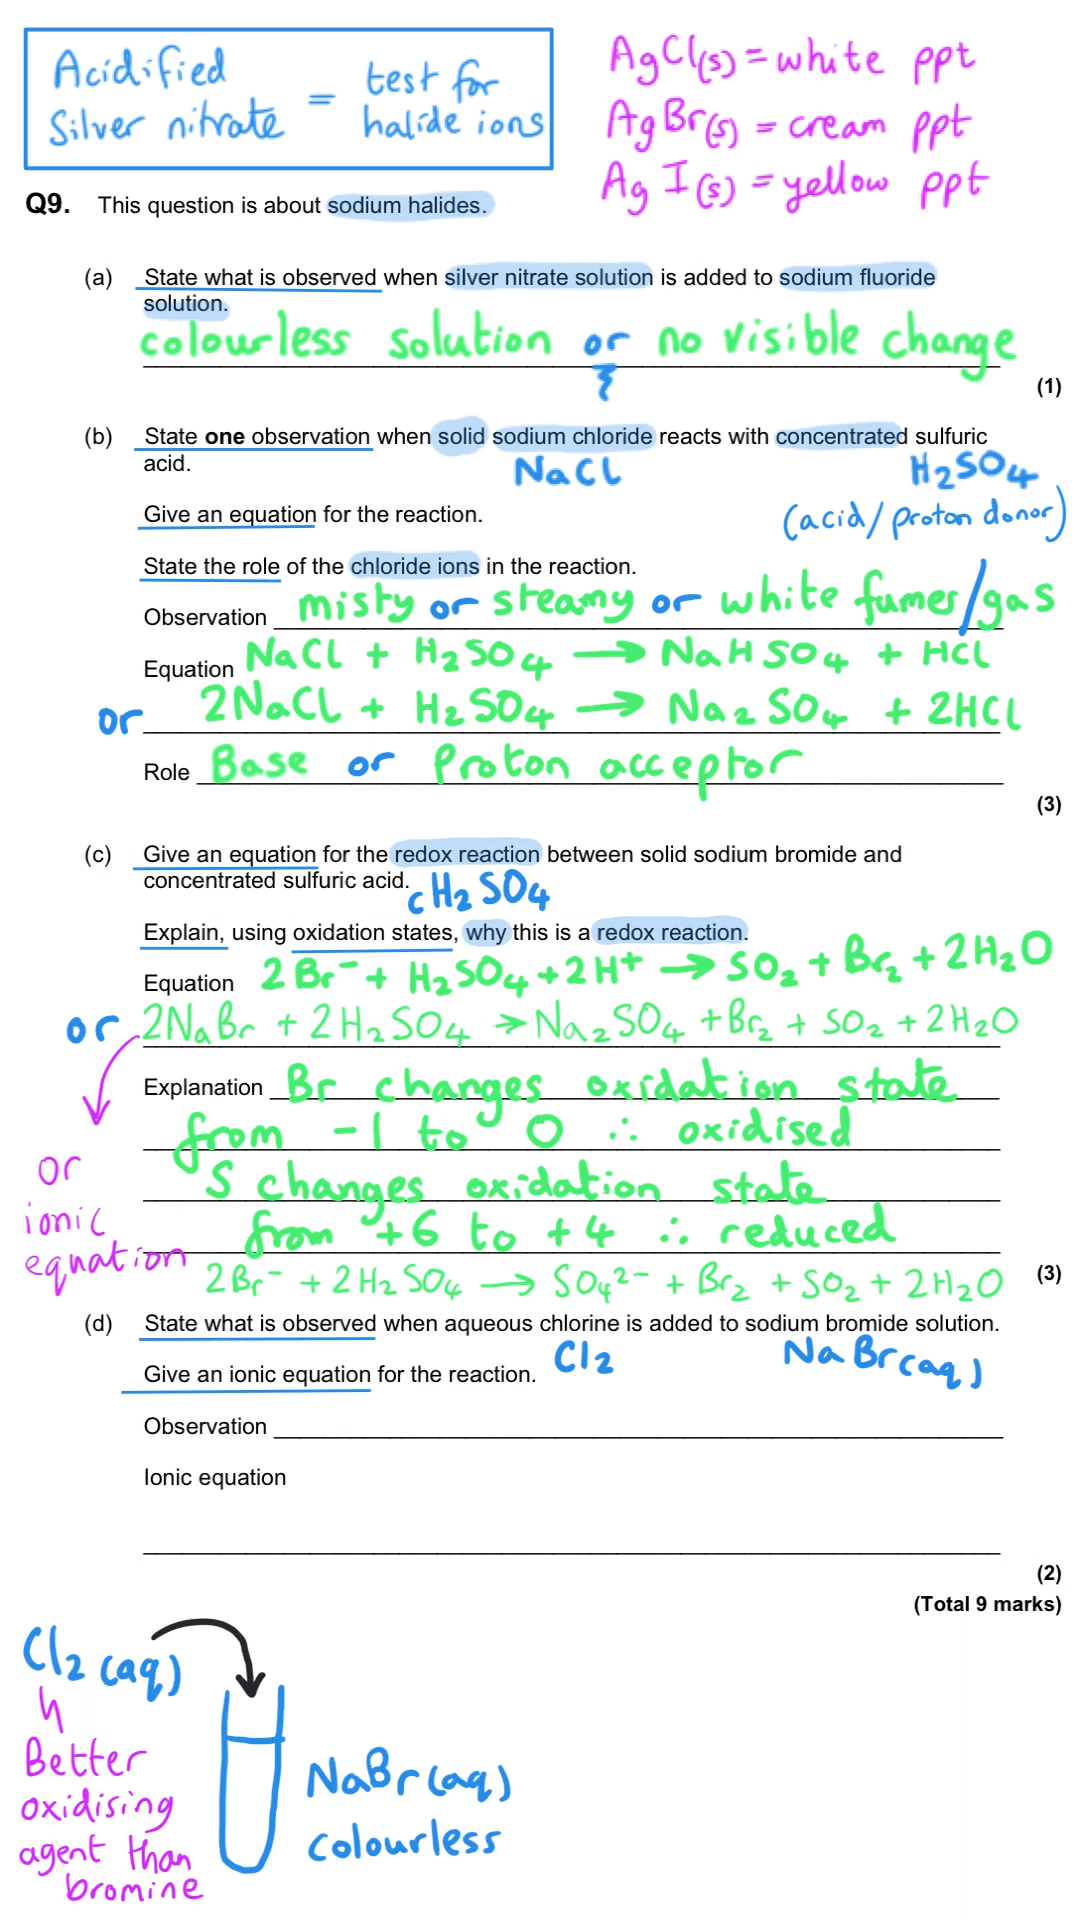 Acidified
Silver nitrate = test for halide ions
AgCl(s) = white ppt
AgBr(s) = cream ppt
AgI(s) = yellow ppt
Q9. This question is about sodium halides.
(a) State what is observed when silver nitrate solution is added to sodium fluoride
solution.
colourless solution or no visible change
(1)
(b) State one observation when solid sodium chloride reacts with concentrated sulfuric
acid.
NaCl H₂SO₄
Give an equation for the reaction.
(acid/proton donor)
State the role of the chloride ions in the reaction.
Observation misty or steamy or white fumes/gas
Equation NaCl + H₂SO₄ → NaHSO₄ + HCl
or 2NaCl + H₂SO₄ → Na₂SO₄ + 2HCl
Role Base or Proton acceptor
(3)
(c) Give an equation for the redox reaction between solid sodium bromide and
concentrated sulfuric acid. cH₂SO₄
Explain, using oxidation states, why this is a redox reaction.
Equation 2Br⁻ + H₂SO₄ + 2H⁺ → SO₂ + Br₂ + 2H₂O
or 2NaBr + 2H₂SO₄ → Na₂SO₄ + Br₂ + SO₂ + 2H₂O
Explanation Br changes oxidation state
from -1 to 0 ∴ oxidised
S changes oxidation state
from +6 to +4 ∴ reduced
or
ionic
equation
2Br⁻ + 2H₂SO₄ → SO₄²⁻ + Br₂ + SO₂ + 2H₂O
(3)
(d) State what is observed when aqueous chlorine is added to sodium bromide solution.
Cl₂ NaBr(aq)
Give an ionic equation for the reaction.
Observation
Ionic equation
(2)
(Total 9 marks)
Cl₂(aq)
Better
oxidising
agent than
bromine
NaBr(aq)
colourless